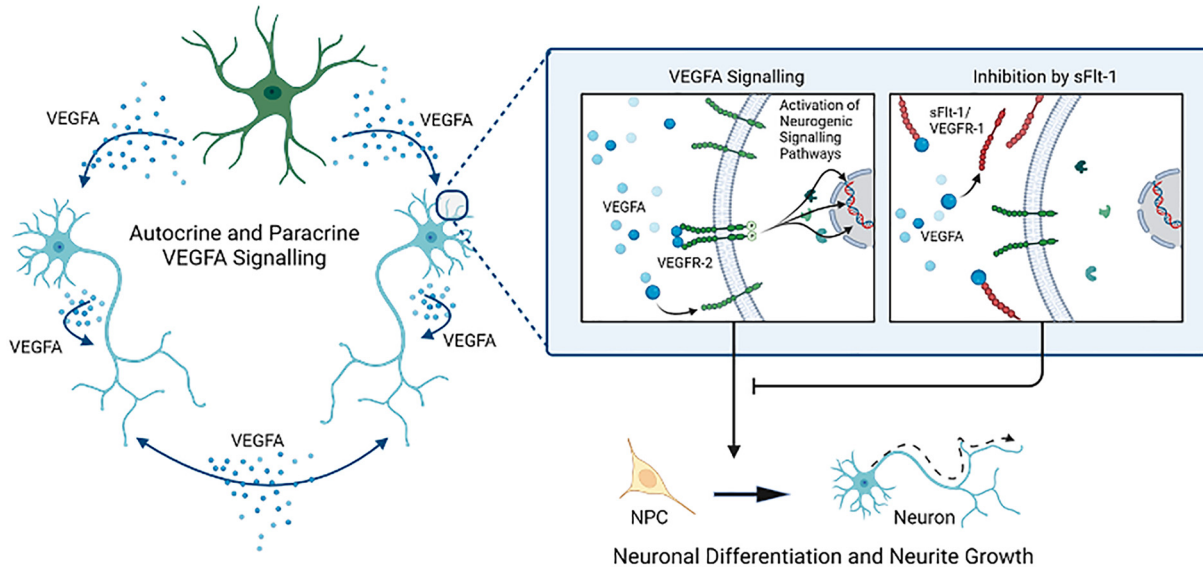 VEGFA
VEGFA
Autocrine and Paracrine
VEGFA Signalling
VEGFA
VEGFA
VEGFA
VEGFA Signalling
Activation of
Neurogenic
Signalling
Pathways
VEGFA
VEGFR-2
P
P
Inhibition by sFlt-1
sFlt-1/
VEGFR-1
VEGFA
NPC
Neuron
Neuronal Differentiation and Neurite Growth